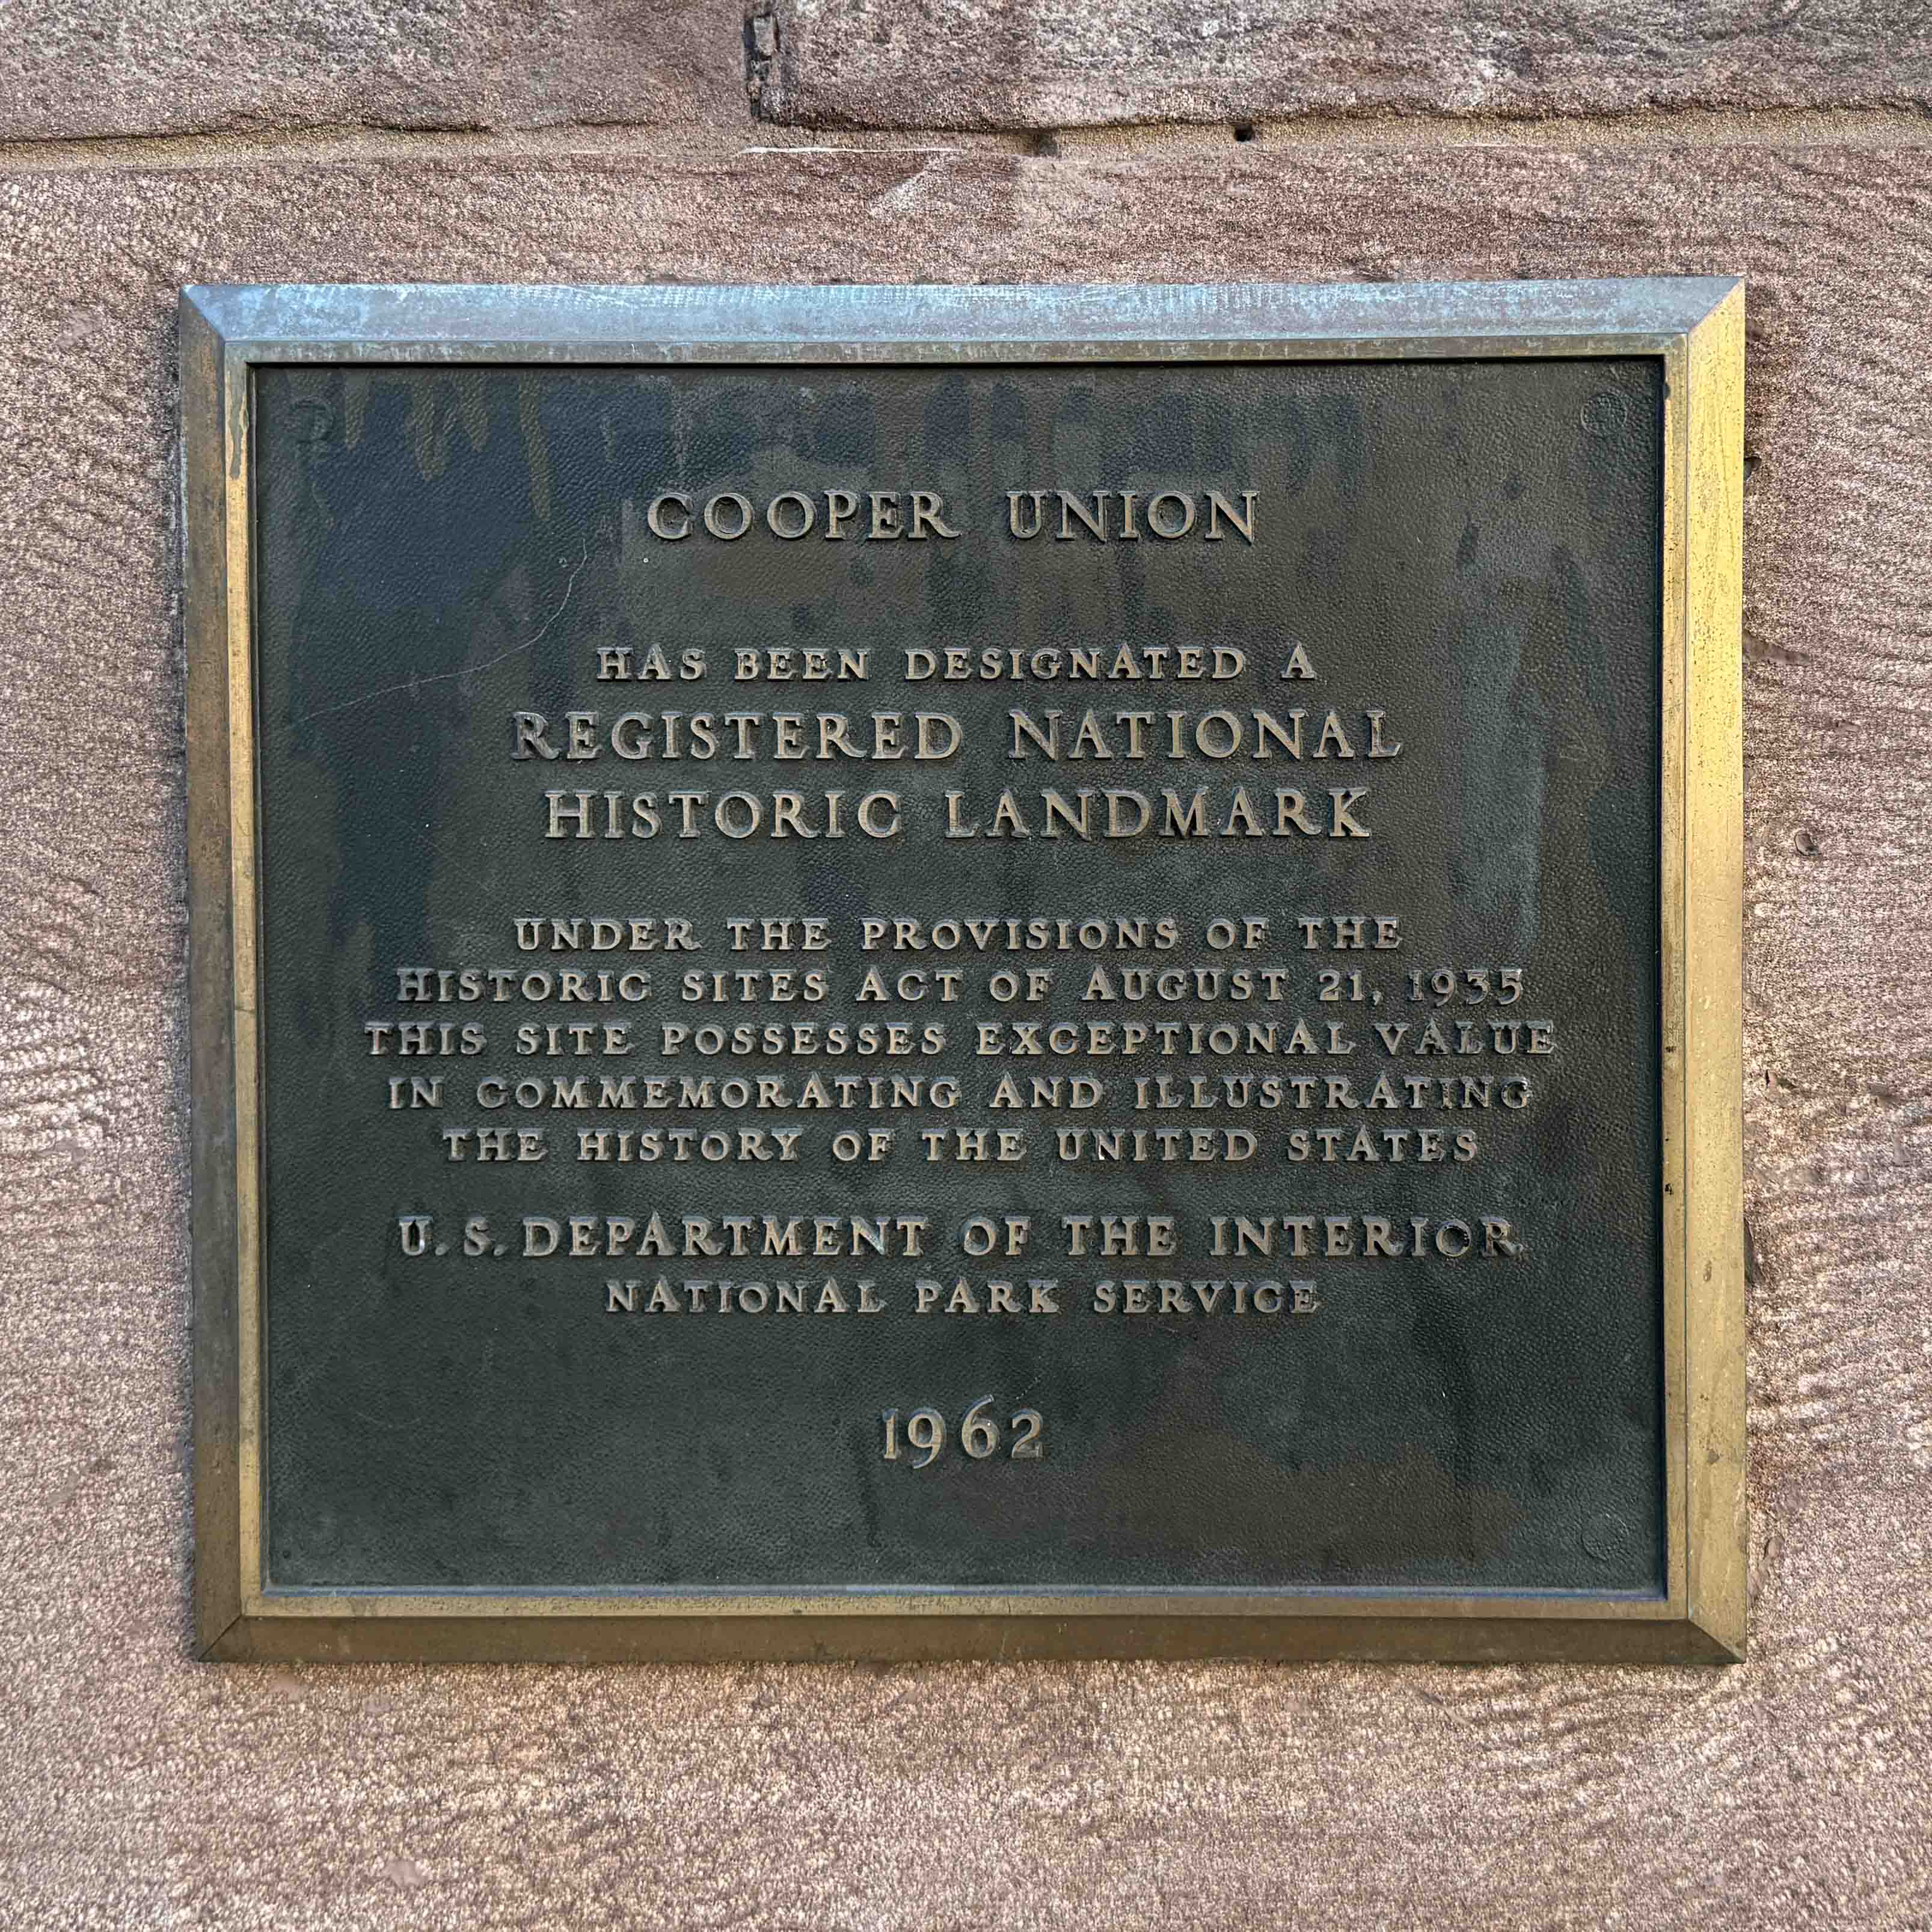 COOPER UNION
HAS BEEN DESIGNATED A
REGISTERED NATIONAL
HISTORIC LANDMARK
UNDER THE PROVISIONS OF THE
HISTORIC SITES ACT OF AUGUST 21, 1935
THIS SITE POSSESSES EXCEPTIONAL VALUE
IN COMMEMORATING AND ILLUSTRATING
THE HISTORY OF THE UNITED STATES
U.S. DEPARTMENT OF THE INTERIOR
NATIONAL PARK SERVICE
1962